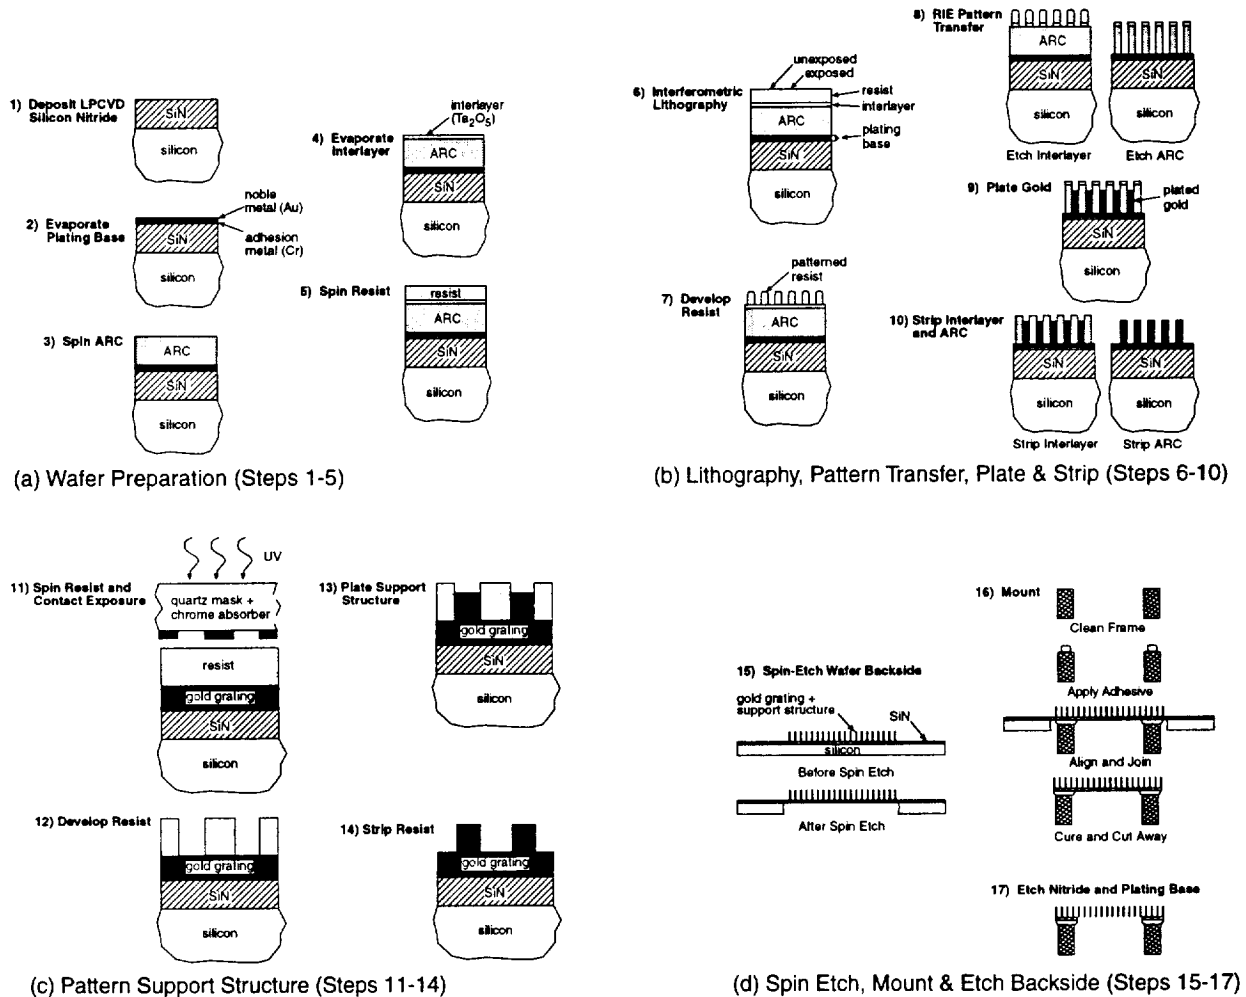 1) Deposit LPCVD
Silicon Nitride
SiN
silicon
2) Evaporate
Plating Base
noble
metal (Au)
adhesion
metal (Cr)
SiN
silicon
3) Spin ARC
ARC
SiN
silicon
4) Evaporate
Interlayer
interlayer
(Ta2O5)
ARC
SiN
silicon
5) Spin Resist
resist
ARC
SiN
silicon
(a) Wafer Preparation (Steps 1-5)
6) Interferometric
Lithography
unexposed
exposed
resist
interlayer
ARC
plating
base
SiN
silicon
7) Develop
Resist
patterned
resist
ARC
SiN
silicon
8) RIE Pattern
Transfer
ARC
SiN
silicon
Etch Interlayer
SiN
silicon
Etch ARC
9) Plate Gold
plated
gold
SiN
silicon
10) Strip Interlayer
and ARC
SiN
silicon
Strip Interlayer
SiN
silicon
Strip ARC
(b) Lithography, Pattern Transfer, Plate & Strip (Steps 6-10)
UV
11) Spin Resist and
Contact Exposure
quartz mask +
chrome absorber
resist
gold grating
SiN
silicon
12) Develop Resist
gold grating
SiN
silicon
13) Plate Support
Structure
gold grating
SiN
silicon
14) Strip Resist
gold grating
SiN
silicon
(c) Pattern Support Structure (Steps 11-14)
15) Spin-Etch Wafer Backside
gold grating +
support structure
SiN
silicon
Before Spin Etch
After Spin Etch
16) Mount
Clean Frame
Apply Adhesive
Align and Join
Cure and Cut Away
17) Etch Nitride and Plating Base
(d) Spin Etch, Mount & Etch Backside (Steps 15-17)